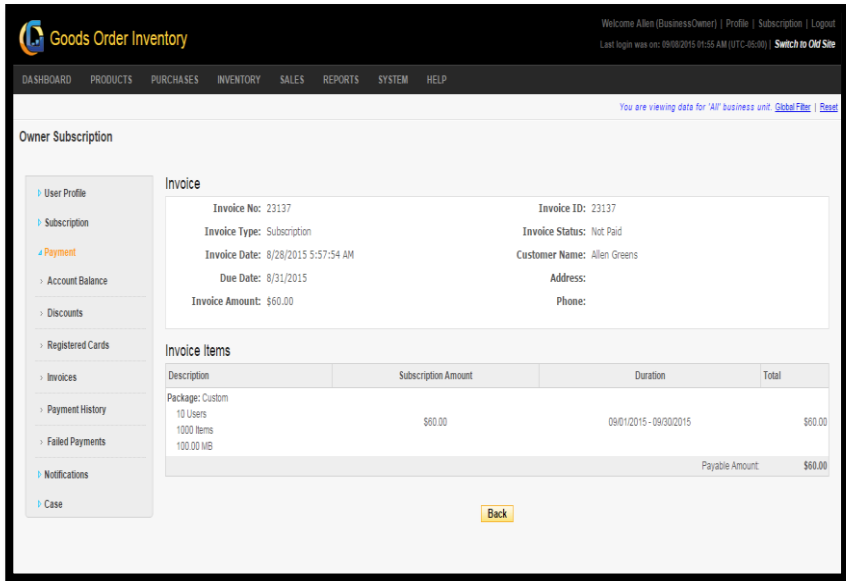 Goods Order Inventory
Welcome Allen (BusinessOwner) | Profile | Subscription | Logout
Last login was on: 09/08/2015 01:55 AM (UTC-05:00) | Switch to Old Site
DASHBOARD PRODUCTS PURCHASES INVENTORY SALES REPORTS SYSTEM HELP
You are viewing data for 'All' business unit. Global Filter | Reset
Owner Subscription
User Profile
Subscription
Payment
Account Balance
Discounts
Registered Cards
Invoices
Payment History
Failed Payments
Notifications
Case
Invoice
Invoice No: 23137 Invoice ID: 23137
Invoice Type: Subscription Invoice Status: Not Paid
Invoice Date: 8/28/2015 5:57:54 AM Customer Name: Allen Greens
Due Date: 8/31/2015 Address:
Invoice Amount: $60.00 Phone:
Invoice Items
Description Subscription Amount Duration Total
Package: Custom
10 Users
1000 Items
100.00 MB
$60.00 09/01/2015 - 09/30/2015 $60.00
Payable Amount: $60.00
Back